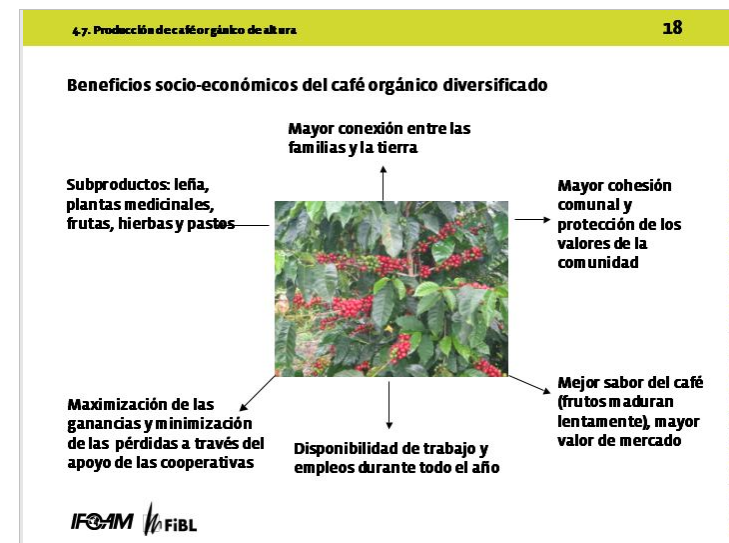 4.7. Producción de café orgánico de altura
18
Beneficios socio-económicos del café orgánico diversificado
Mayor conexión entre las
familias y la tierra
Subproductos: leña,
plantas medicinales,
frutas, hierbas y pastos
Mayor cohesión
comunal y
protección de los
valores de la
comunidad
Maximización de las
ganancias y minimización
de las pérdidas a través del
apoyo de las cooperativas
Disponibilidad de trabajo y
empleos durante todo el año
Mejor sabor del café
(frutos maduran
lentamente), mayor
valor de mercado
IFOAM FiBL